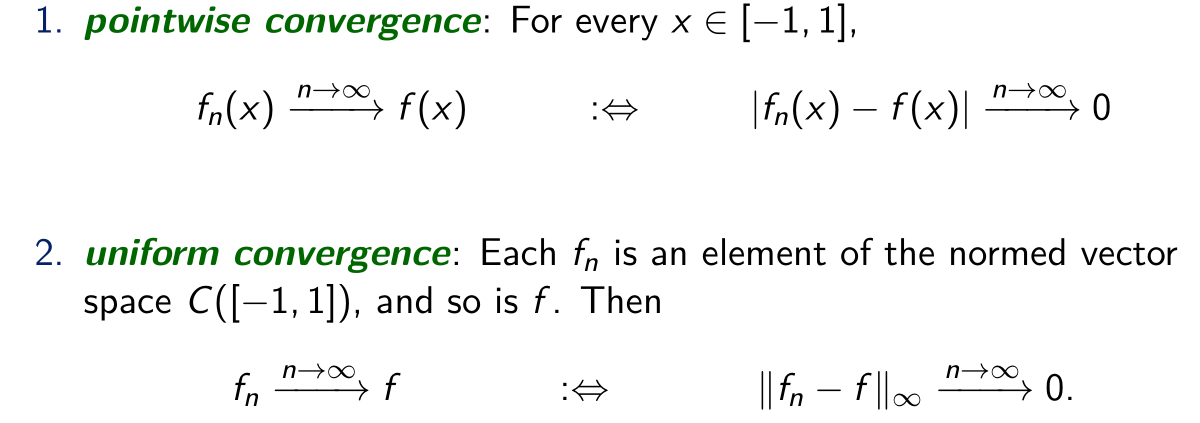 1. pointwise convergence: For every x ∈ [−1, 1],
fₙ(x) n→∞⟶ f(x) :⇔ |fₙ(x) − f(x)| n→∞⟶ 0
2. uniform convergence: Each fₙ is an element of the normed vector
space C([−1, 1]), and so is f. Then
fₙ n→∞⟶ f :⇔ ‖fₙ − f‖∞ n→∞⟶ 0.